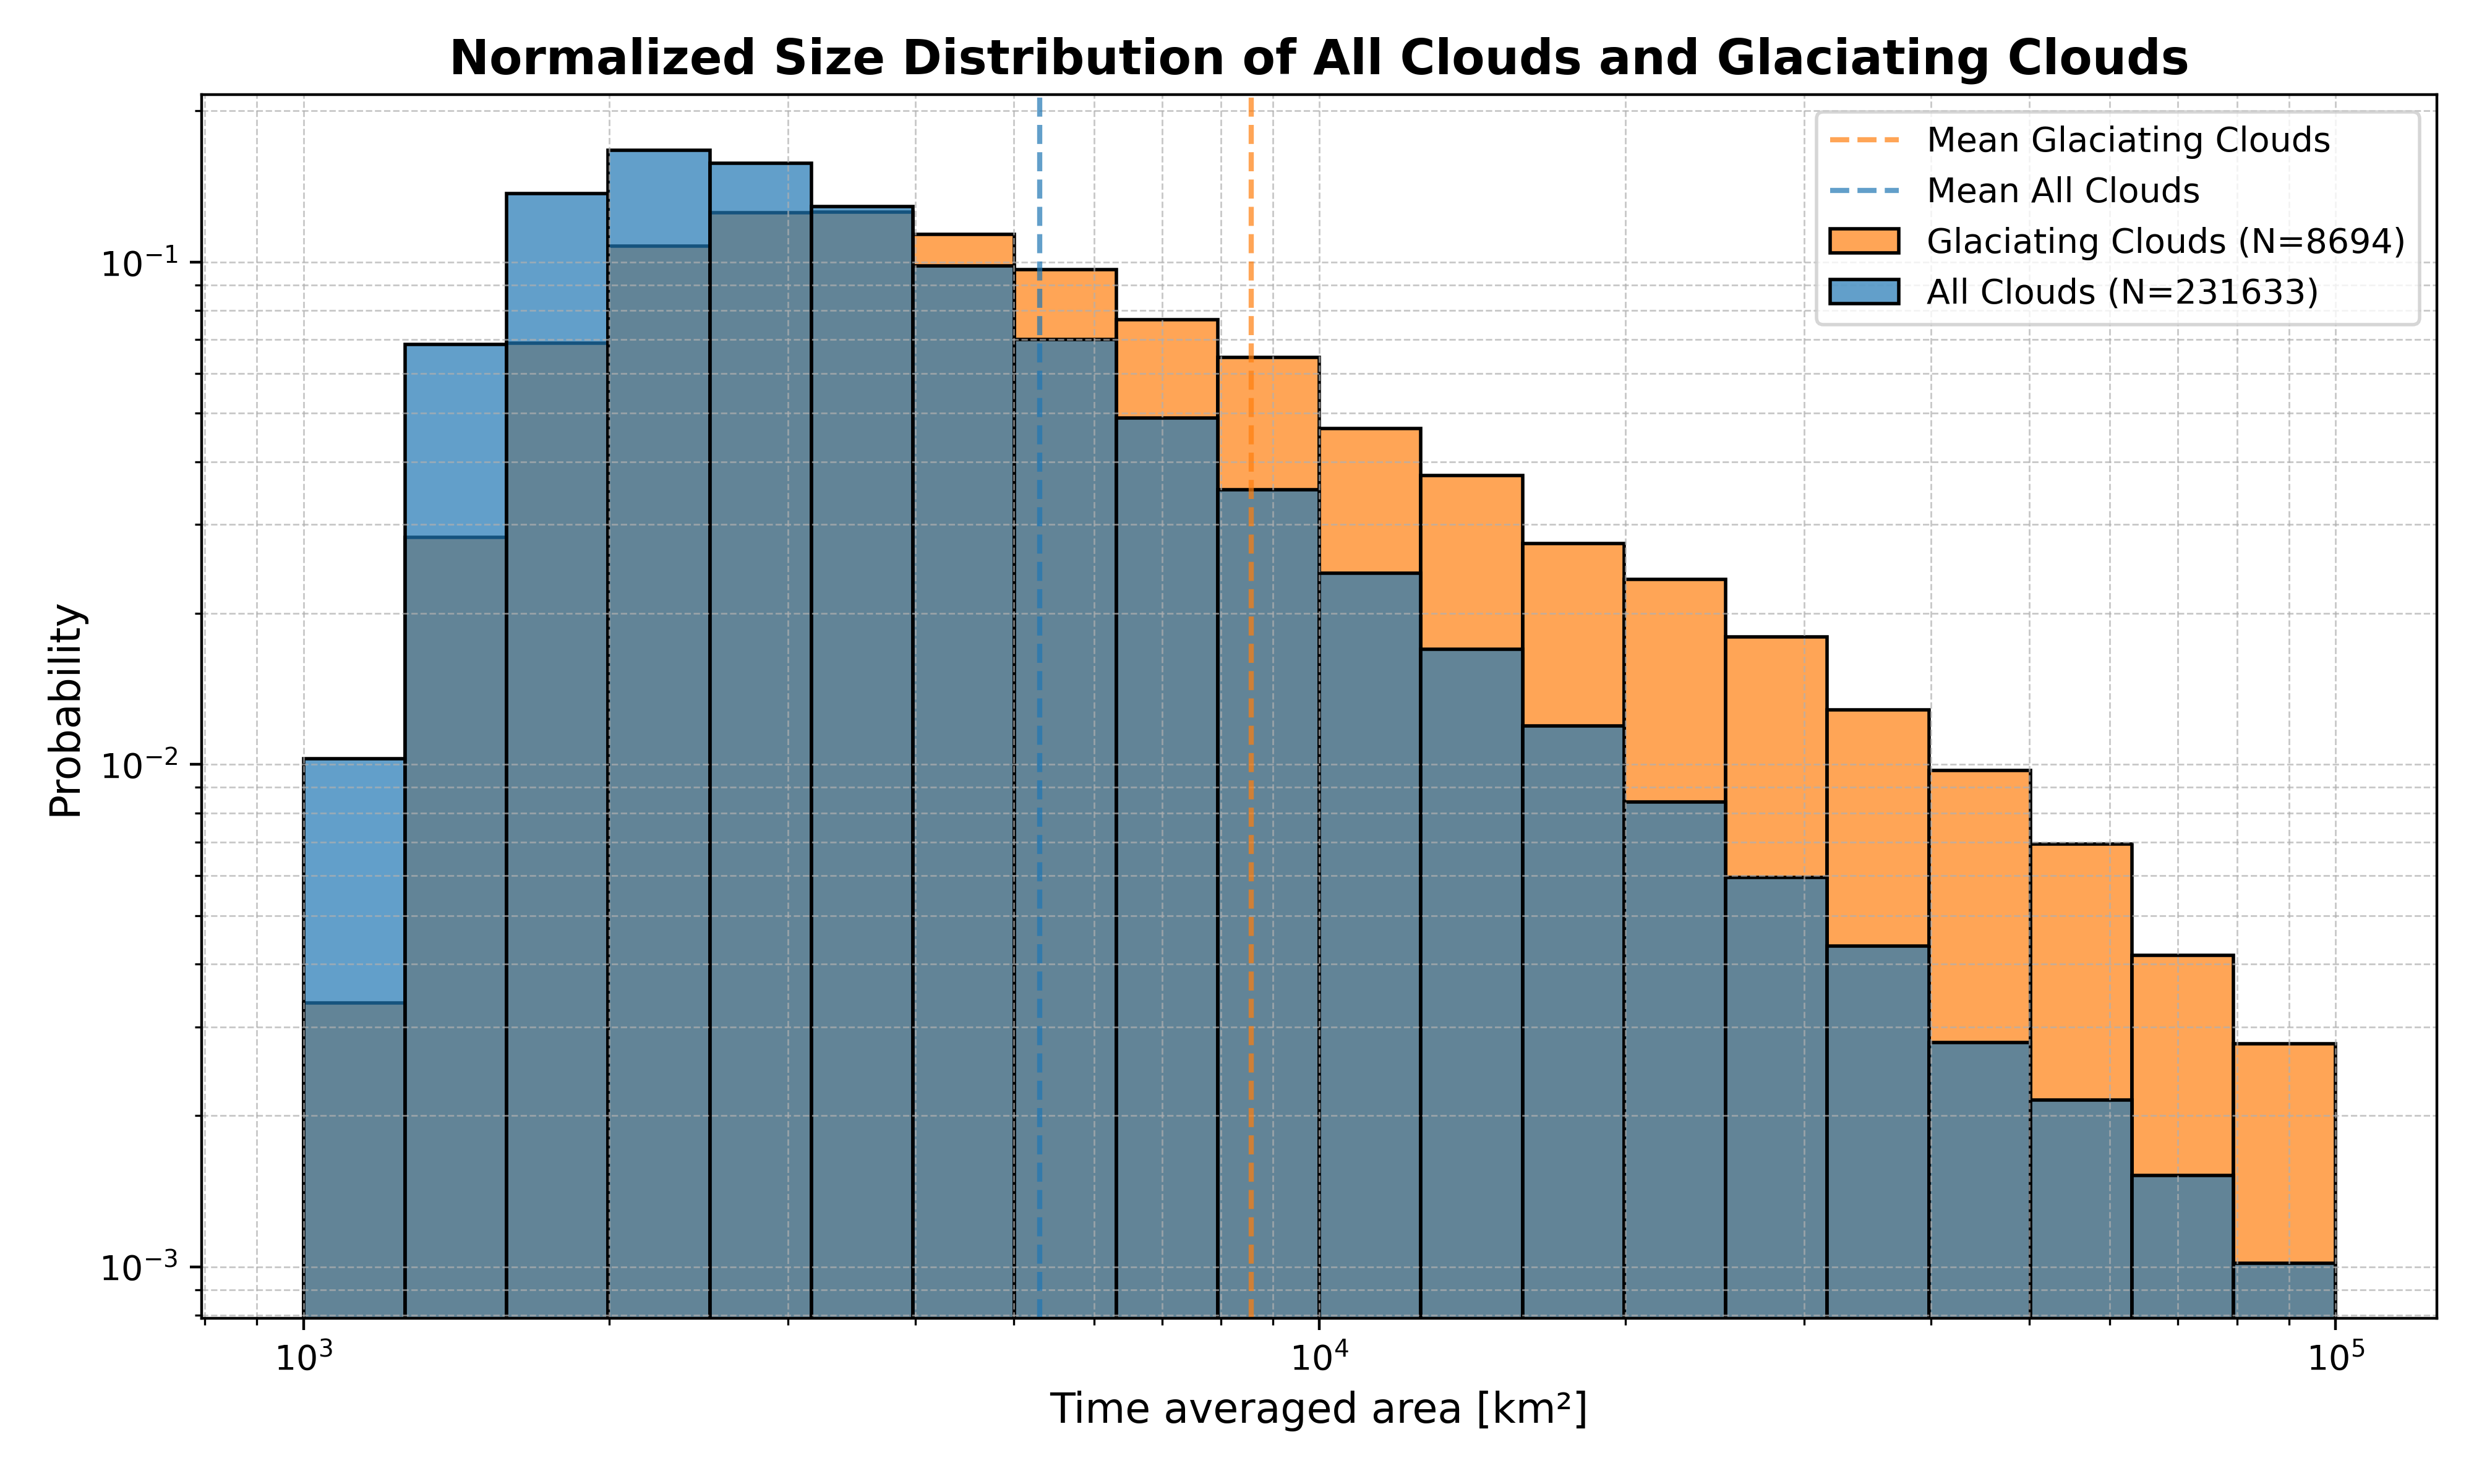 Normalized Size Distribution of All Clouds and Glaciating Clouds
Mean Glaciating Clouds
Mean All Clouds
Glaciating Clouds (N=8694)
All Clouds (N=231633)
Probability
10⁻¹
10⁻²
10⁻³
10³ 10⁴ 10⁵
Time averaged area [km²]